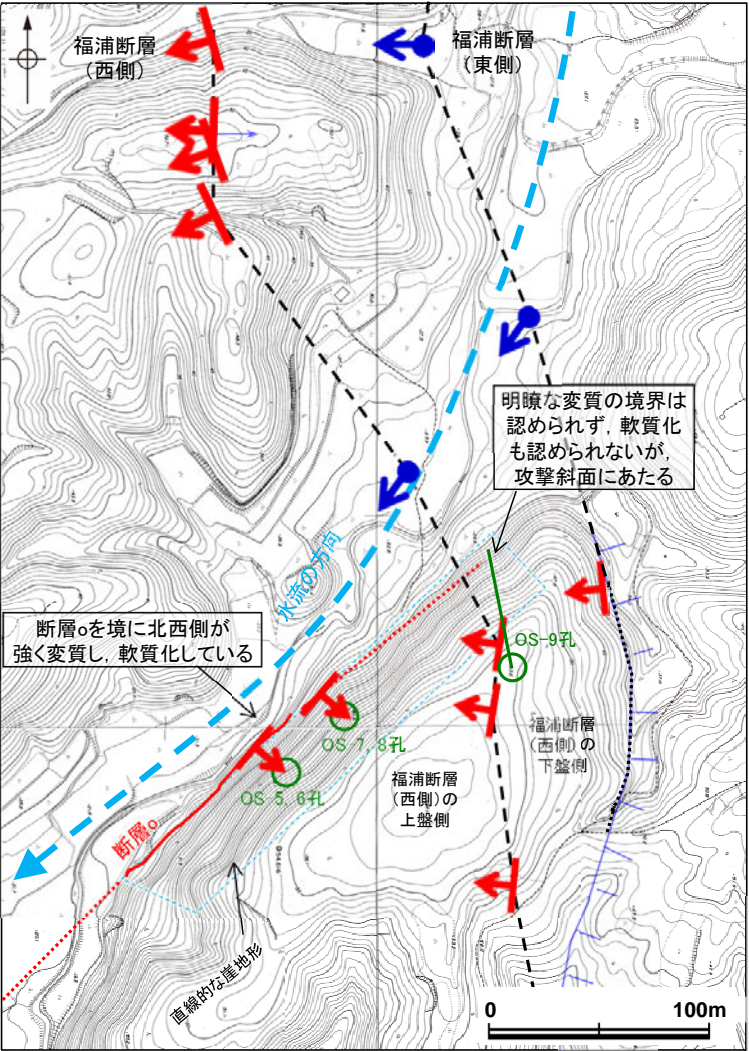 福浦断層
（西側）
福浦断層
（東側）
明瞭な変質の境界は
認められず，軟質化
も認められないが，
攻撃斜面にあたる
水流の方向
断層oを境に北西側が
強く変質し，軟質化している
OS-9孔
OS-7, 8孔
OS-5, 6孔
福浦断層
（西側）の
下盤側
福浦断層
（西側）の
上盤側
断層o
直線的な崖地形
0
100m